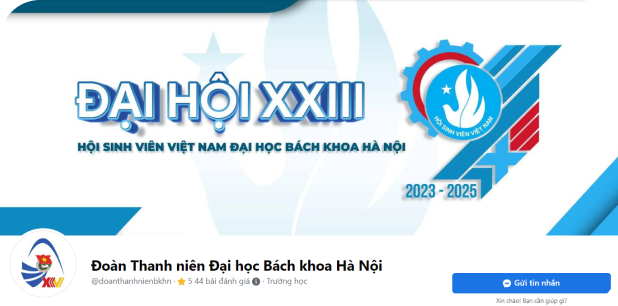 ĐẠI HỘI XXIII
HỘI SINH VIÊN VIỆT NAM ĐẠI HỌC BÁCH KHOA HÀ NỘI
HỘI SINH VIÊN VIỆT NAM
2023 - 2025
Đoàn Thanh niên Đại học Bách khoa Hà Nội
@doanthanhnienbkhn · 5 44 bài đánh giá · Trường học
Gửi tin nhắn
Xin chào! Bạn cần giúp gì?